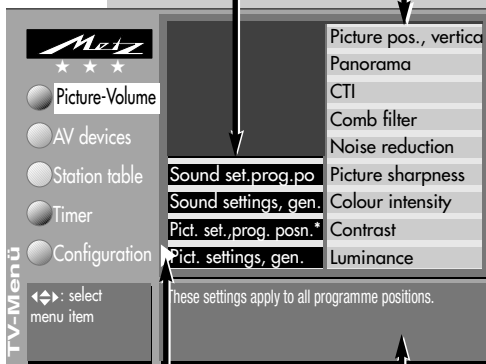 Metz
Picture-Volume
AV devices
Station table
Timer
Configuration
TV-Menü
: select
menu item
Sound set.prog.po
Sound settings, gen.
Pict. set.,prog. posn.*
Pict. settings, gen.
Picture pos., vertica
Panorama
CTI
Comb filter
Noise reduction
Picture sharpness
Colour intensity
Contrast
Luminance
These settings apply to all programme positions.